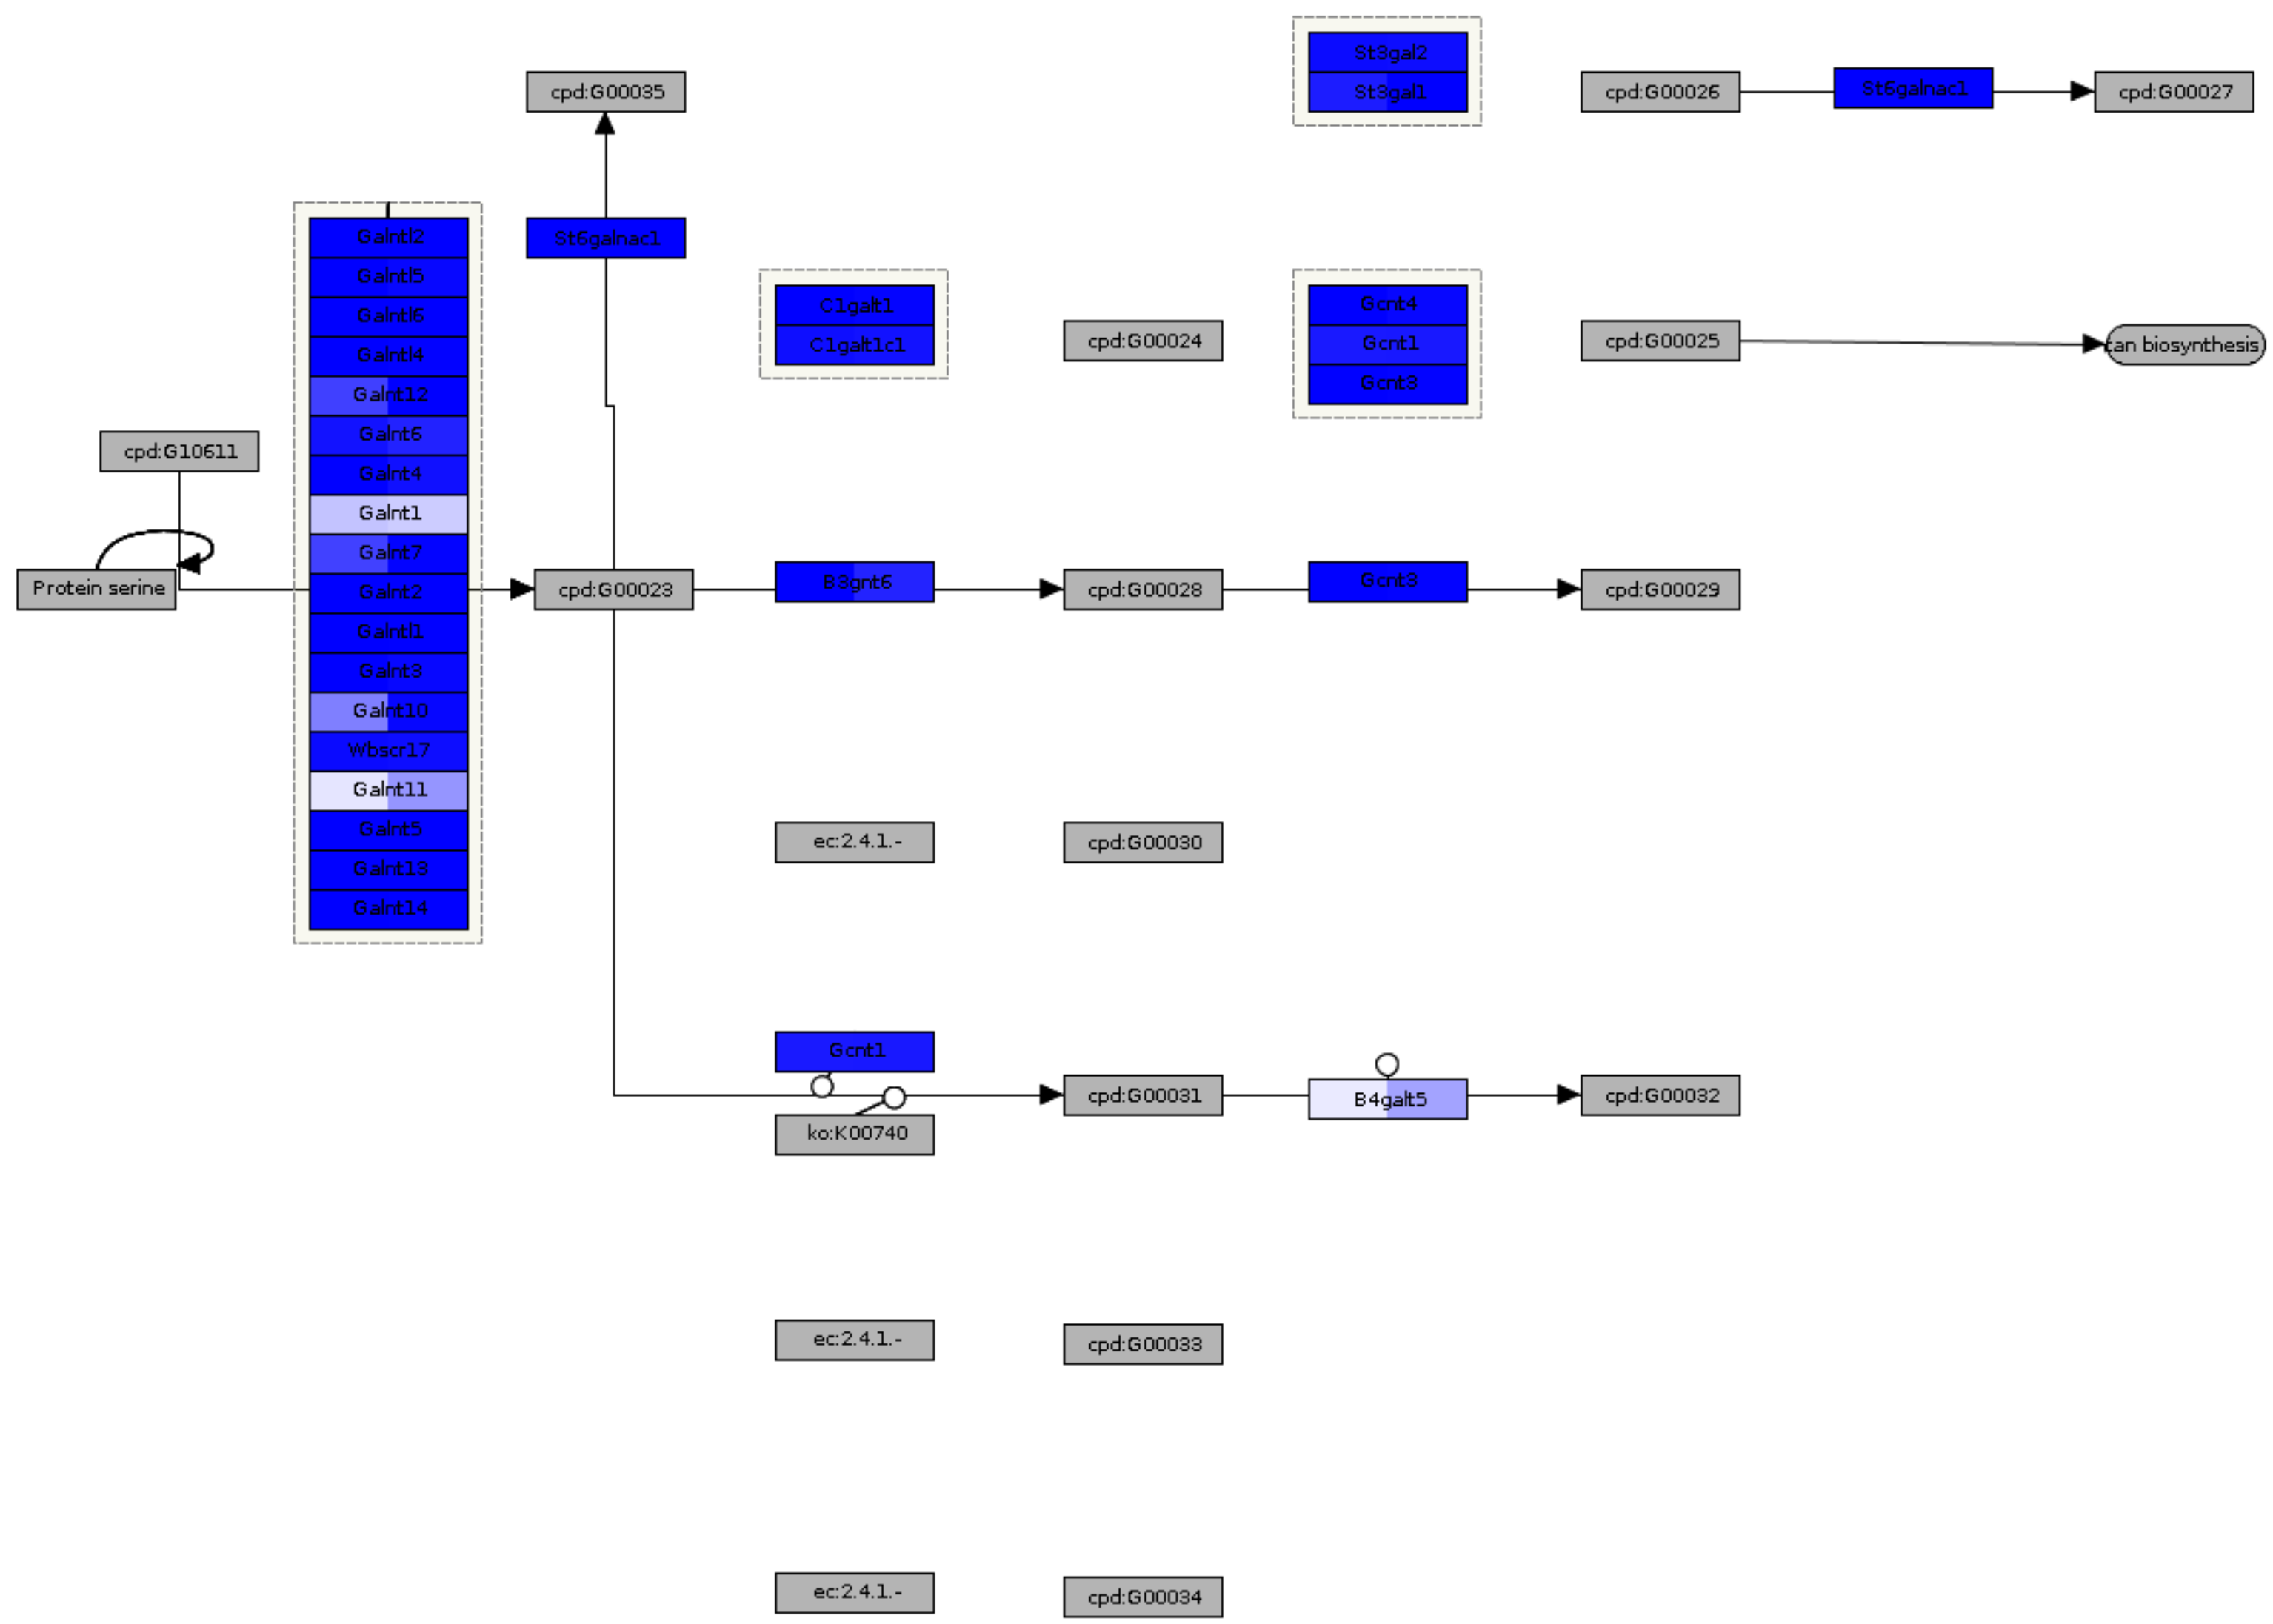 St3gal2
St3gal1
cpd:G00035
cpd:G00026
St6galnac1
cpd:G00027
Galntl2
Galntl5
Galntl6
Galntl4
Galnt12
Galnt6
Galnt4
Galnt1
Galnt7
Galnt2
Galntl1
Galnt3
Galnt10
Wbscr17
Galnt11
Galnt5
Galnt13
Galnt14
St6galnac1
C1galt1
C1galt1c1
cpd:G00024
Gcnt4
Gcnt1
Gcnt3
cpd:G00025
an biosynthesis
cpd:G10611
Protein serine
cpd:G00023
B3gnt6
cpd:G00028
Gcnt3
cpd:G00029
ec:2.4.1.-
cpd:G00030
Gcnt1
ko:K00740
cpd:G00031
B4galt5
cpd:G00032
ec:2.4.1.-
cpd:G00033
ec:2.4.1.-
cpd:G00034